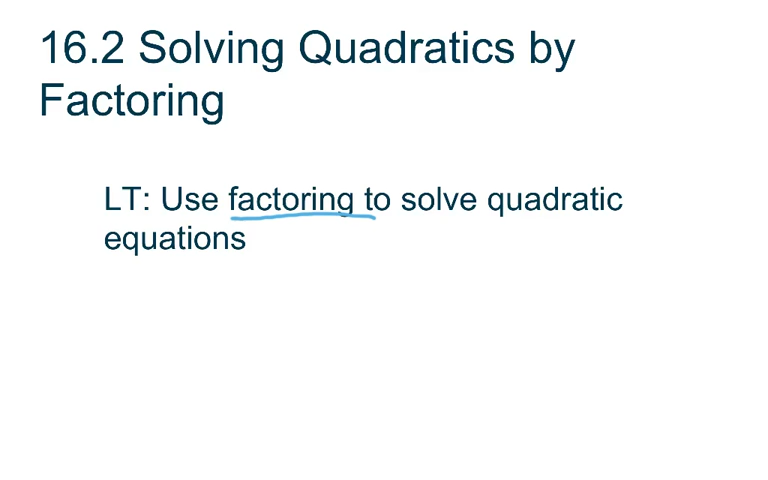 16.2 Solving Quadratics by
Factoring
LT: Use factoring to solve quadratic
equations